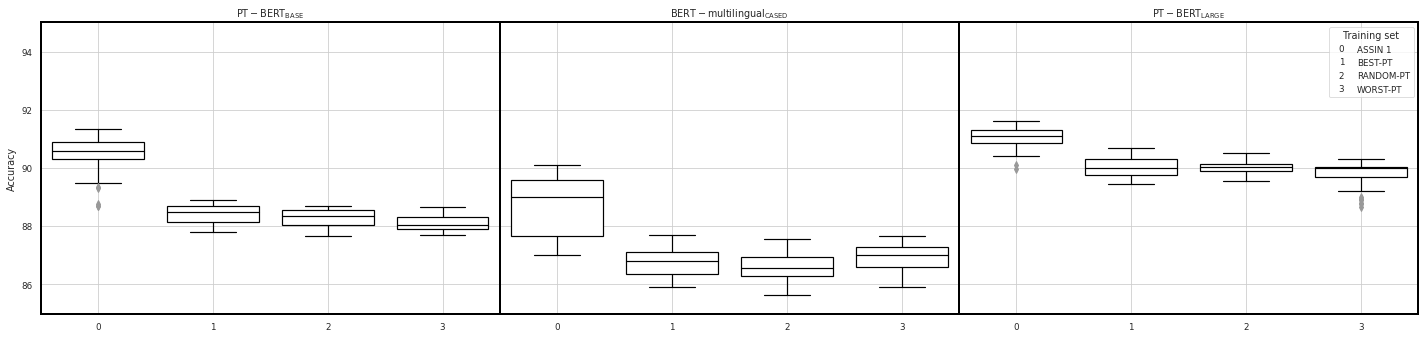 PT − BERT_BASE
BERT − multilingual_CASED
PT − BERT_LARGE
Accuracy
94
92
90
88
86
Training set
0 ASSIN 1
1 BEST-PT
2 RANDOM-PT
3 WORST-PT
0 1 2 3
0 1 2 3
0 1 2 3